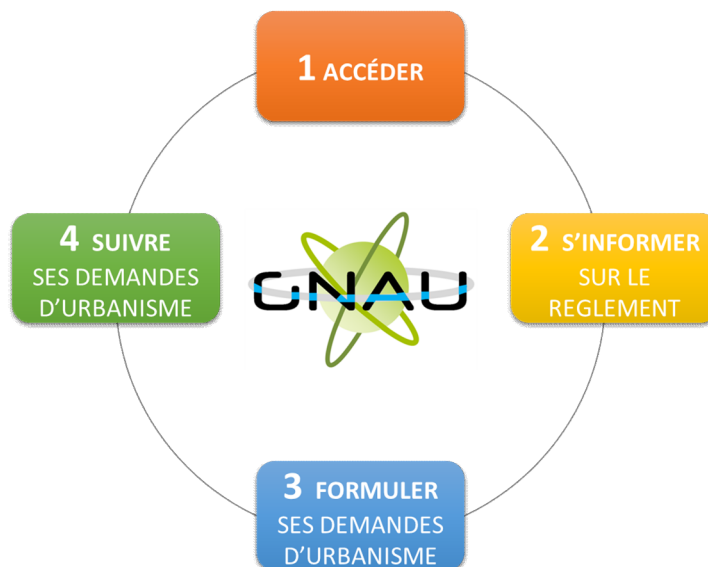 1 ACCÉDER
2 S'INFORMER
SUR LE
REGLEMENT
3 FORMULER
SES DEMANDES
D'URBANISME
4 SUIVRE
SES DEMANDES
D'URBANISME
GNAU